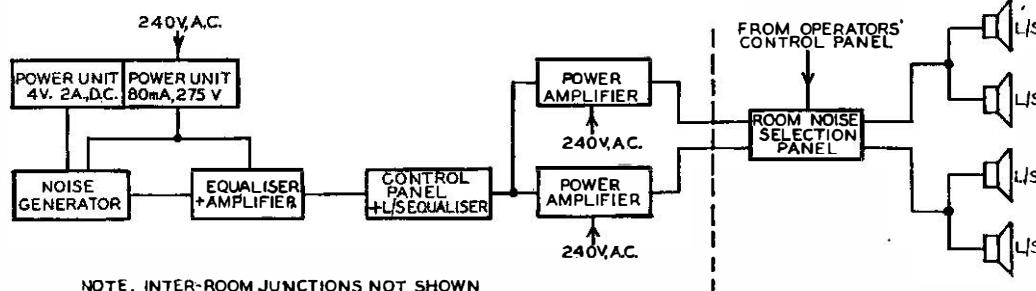 240V, A.C.
POWER UNIT
4V. 2A., D.C.
POWER UNIT
80mA, 275 V
NOISE
GENERATOR
EQUALISER
+AMPLIFIER
CONTROL
PANEL
+L/S EQUALISER
POWER
AMPLIFIER
240V, A.C.
POWER
AMPLIFIER
240V, A.C.
FROM OPERATORS'
CONTROL PANEL
ROOM NOISE
SELECTION
PANEL
L/S
L/S
L/S
L/S
NOTE. INTER-ROOM JUNCTIONS NOT SHOWN